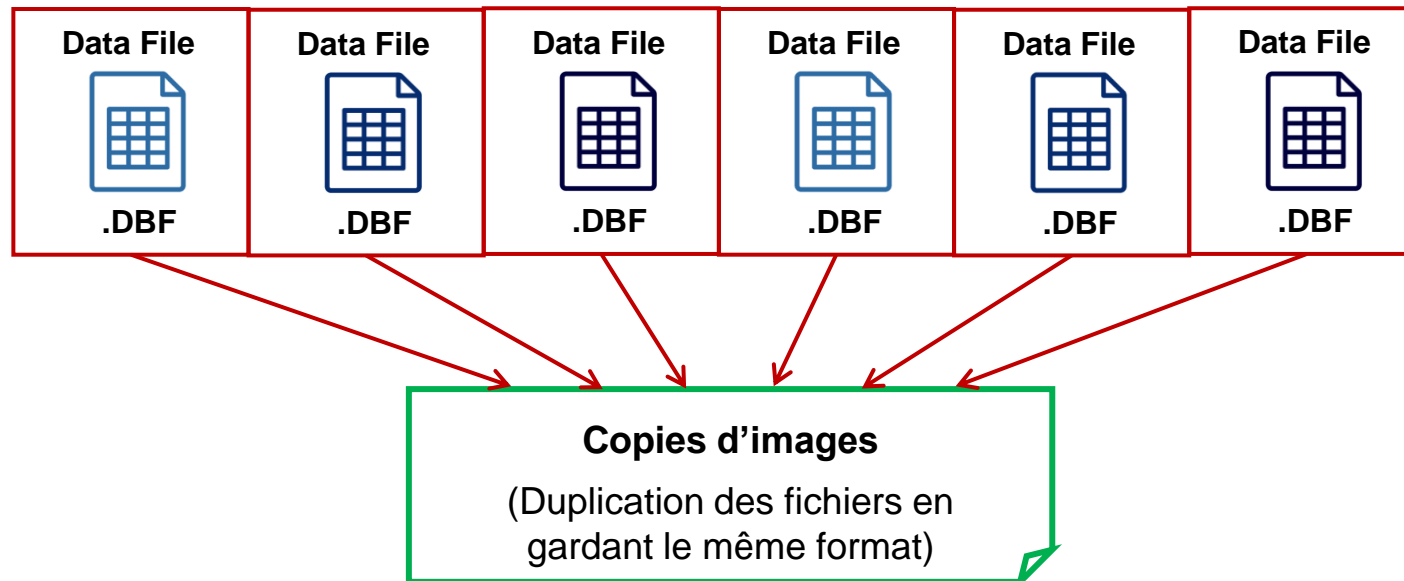 Data File
Data File
Data File
Data File
Data File
Data File
.DBF
.DBF
.DBF
.DBF
.DBF
.DBF
Copies d’images
(Duplication des fichiers en
gardant le même format)